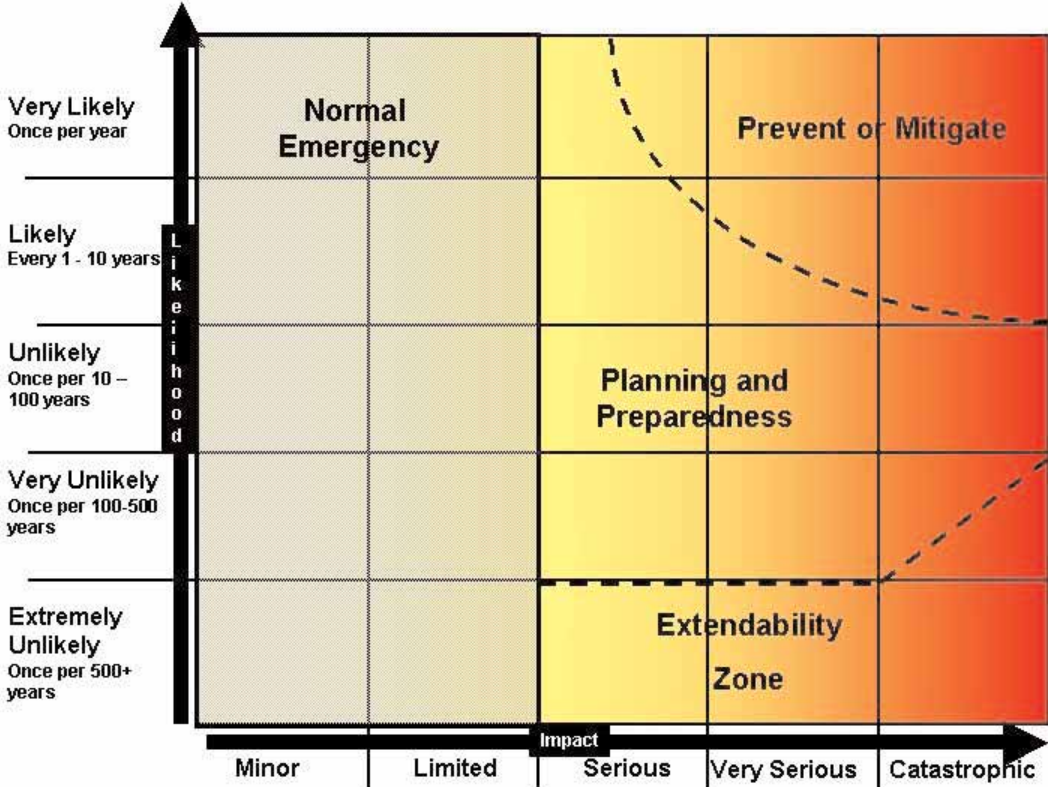 Very Likely
Once per year
Normal
Emergency
Prevent or Mitigate
Likely
Every 1 - 10 years
Likelihood
Unlikely
Once per 10 –
100 years
Planning and
Preparedness
Very Unlikely
Once per 100-500
years
Extremely
Unlikely
Once per 500+
years
Extendability
Zone
Impact
Minor
Limited
Serious
Very Serious
Catastrophic